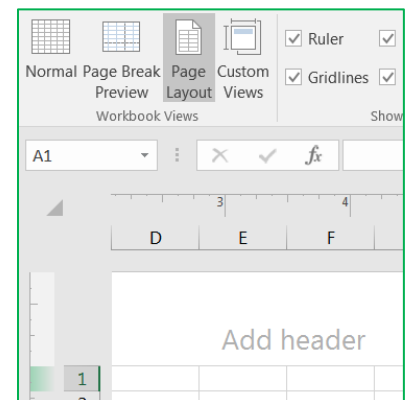 Ruler
Normal Page Break Page Custom
Gridlines
Preview Layout Views
Workbook Views
Show
A1
fx
3
4
D
E
F
Add header
1